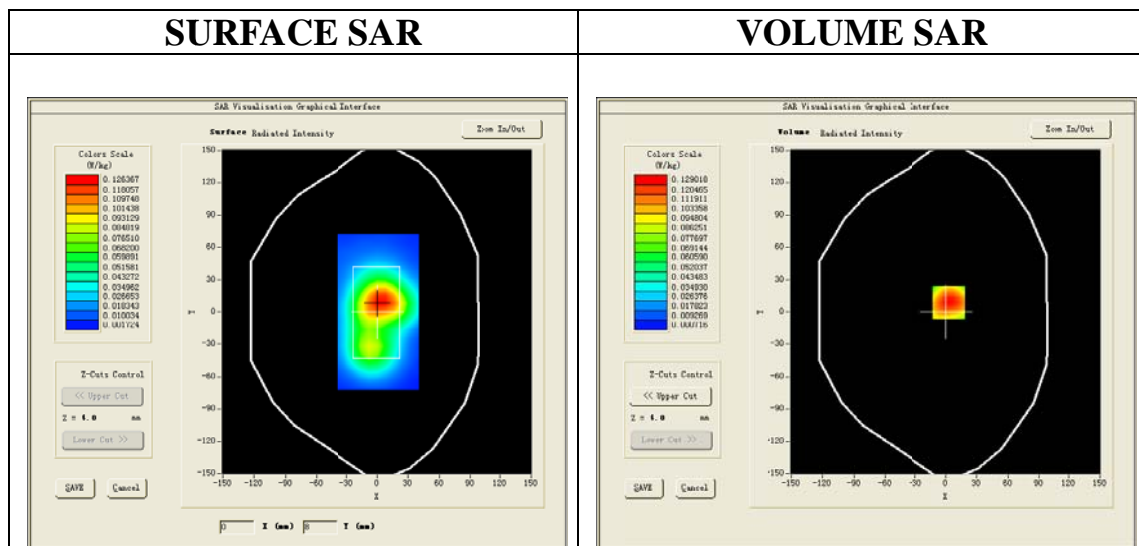 SURFACE SAR
VOLUME SAR
SAR Visualisation Graphical Interface
Surface Radiated Intensity
Zoom In/Out
Colors Scale
(W/kg)
0.126367
0.118057
0.109748
0.101438
0.093129
0.084819
0.076510
0.068200
0.059891
0.051581
0.043272
0.034962
0.026653
0.018343
0.010034
0.001724
150
120
90
60
30
0
-30
-60
-90
-120
-150
Y
-150 -120 -90 -60 -30 0 30 60 90 120 150
X
Z-Cuts Control
<< Upper Cut
Z = 4.0 mm
Lower Cut >>
SAVE Cancel
0 X (mm) 8 Y (mm)
SAR Visualisation Graphical Interface
Volume Radiated Intensity
Zoom In/Out
Colors Scale
(W/kg)
0.129018
0.120465
0.111911
0.103358
0.094804
0.086251
0.077697
0.069144
0.060590
0.052037
0.043483
0.034930
0.026376
0.017823
0.009269
0.000716
150
120
90
60
30
0
-30
-60
-90
-120
-150
Y
-150 -120 -90 -60 -30 0 30 60 90 120 150
X
Z-Cuts Control
<< Upper Cut
Z = 4.0 mm
Lower Cut >>
SAVE Cancel